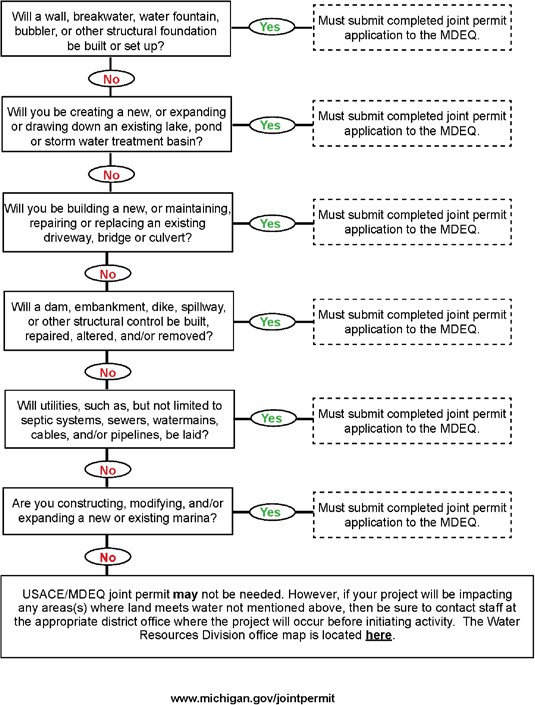 Will a wall, breakwater, water fountain,
bubbler, or other structural foundation
be built or set up?
Yes
Must submit completed joint permit
application to the MDEQ.
No
Will you be creating a new, or expanding
or drawing down an existing lake, pond
or storm water treatment basin?
Yes
Must submit completed joint permit
application to the MDEQ.
No
Will you be building a new, or maintaining,
repairing or replacing an existing
driveway, bridge or culvert?
Yes
Must submit completed joint permit
application to the MDEQ.
No
Will a dam, embankment, dike, spillway,
or other structural control be built,
repaired, altered, and/or removed?
Yes
Must submit completed joint permit
application to the MDEQ.
No
Will utilities, such as, but not limited to
septic systems, sewers, watermains,
cables, and/or pipelines, be laid?
Yes
Must submit completed joint permit
application to the MDEQ.
No
Are you constructing, modifying, and/or
expanding a new or existing marina?
Yes
Must submit completed joint permit
application to the MDEQ.
No
USACE/MDEQ joint permit may not be needed. However, if your project will be impacting
any areas(s) where land meets water not mentioned above, then be sure to contact staff at
the appropriate district office where the project will occur before initiating activity. The Water
Resources Division office map is located here.
www.michigan.gov/jointpermit